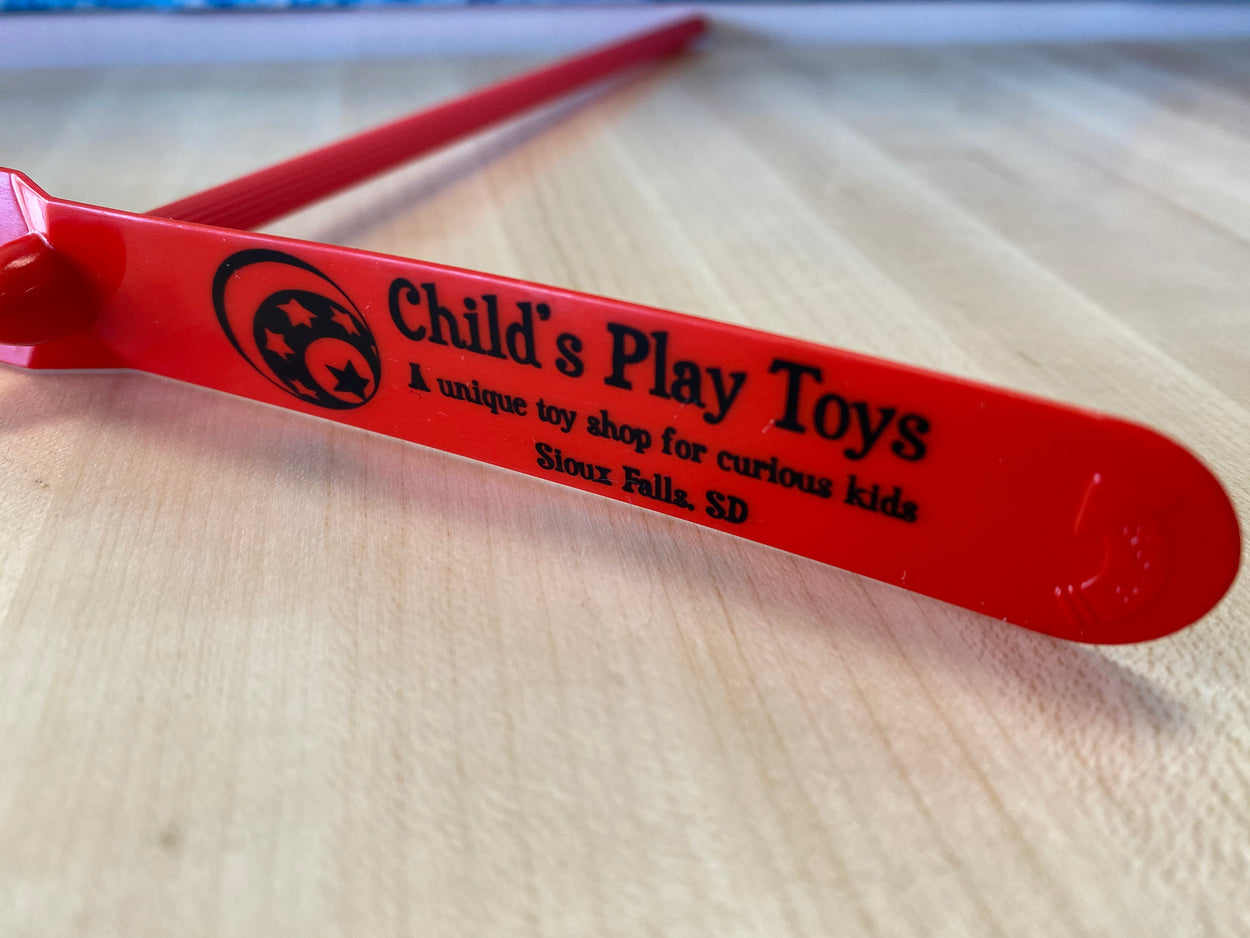 Child's Play Toys
A unique toy shop for curious kids
Sioux Falls, SD